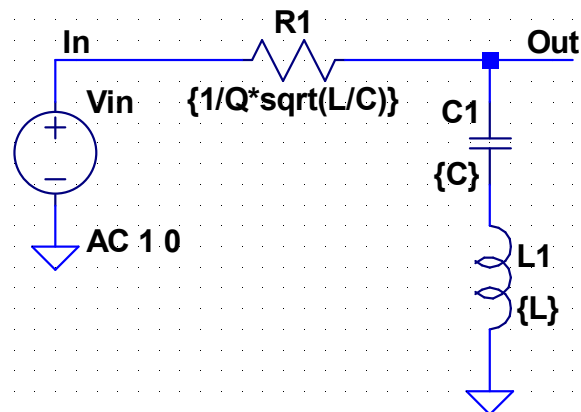 In
R1
Out
Vin
{1/Q*sqrt(L/C)}
C1
{C}
AC 1 0
L1
{L}